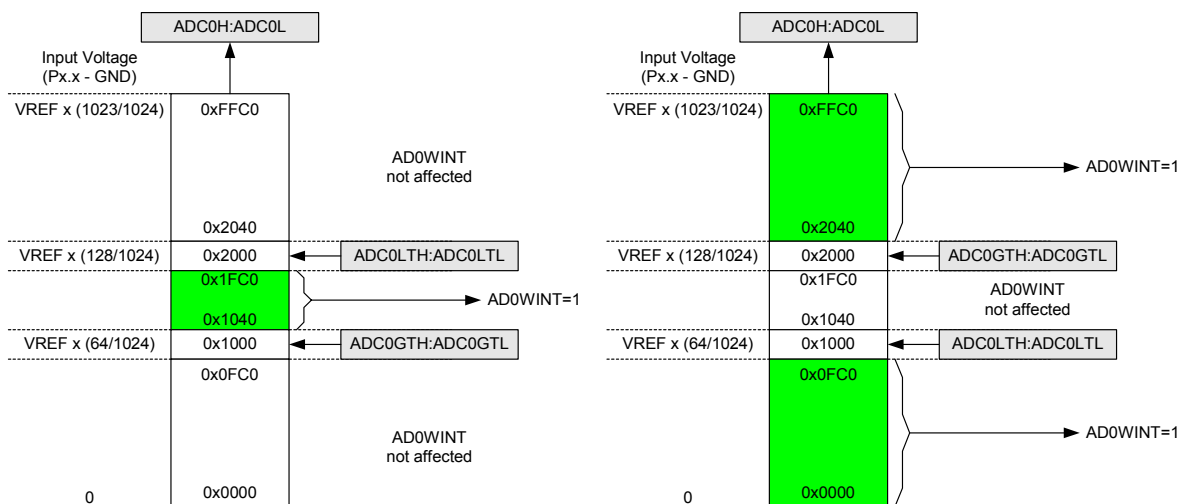 ADC0H:ADC0L
Input Voltage
(Px.x - GND)
VREF x (1023/1024)
0xFFC0
AD0WINT
not affected
0x2040
VREF x (128/1024)
0x2000
ADC0LTH:ADC0LTL
0x1FC0
AD0WINT=1
0x1040
VREF x (64/1024)
0x1000
ADC0GTH:ADC0GTL
0x0FC0
AD0WINT
not affected
0
0x0000
ADC0H:ADC0L
Input Voltage
(Px.x - GND)
VREF x (1023/1024)
0xFFC0
AD0WINT=1
0x2040
VREF x (128/1024)
0x2000
ADC0GTH:ADC0GTL
0x1FC0
AD0WINT
not affected
0x1040
VREF x (64/1024)
0x1000
ADC0LTH:ADC0LTL
0x0FC0
AD0WINT=1
0
0x0000